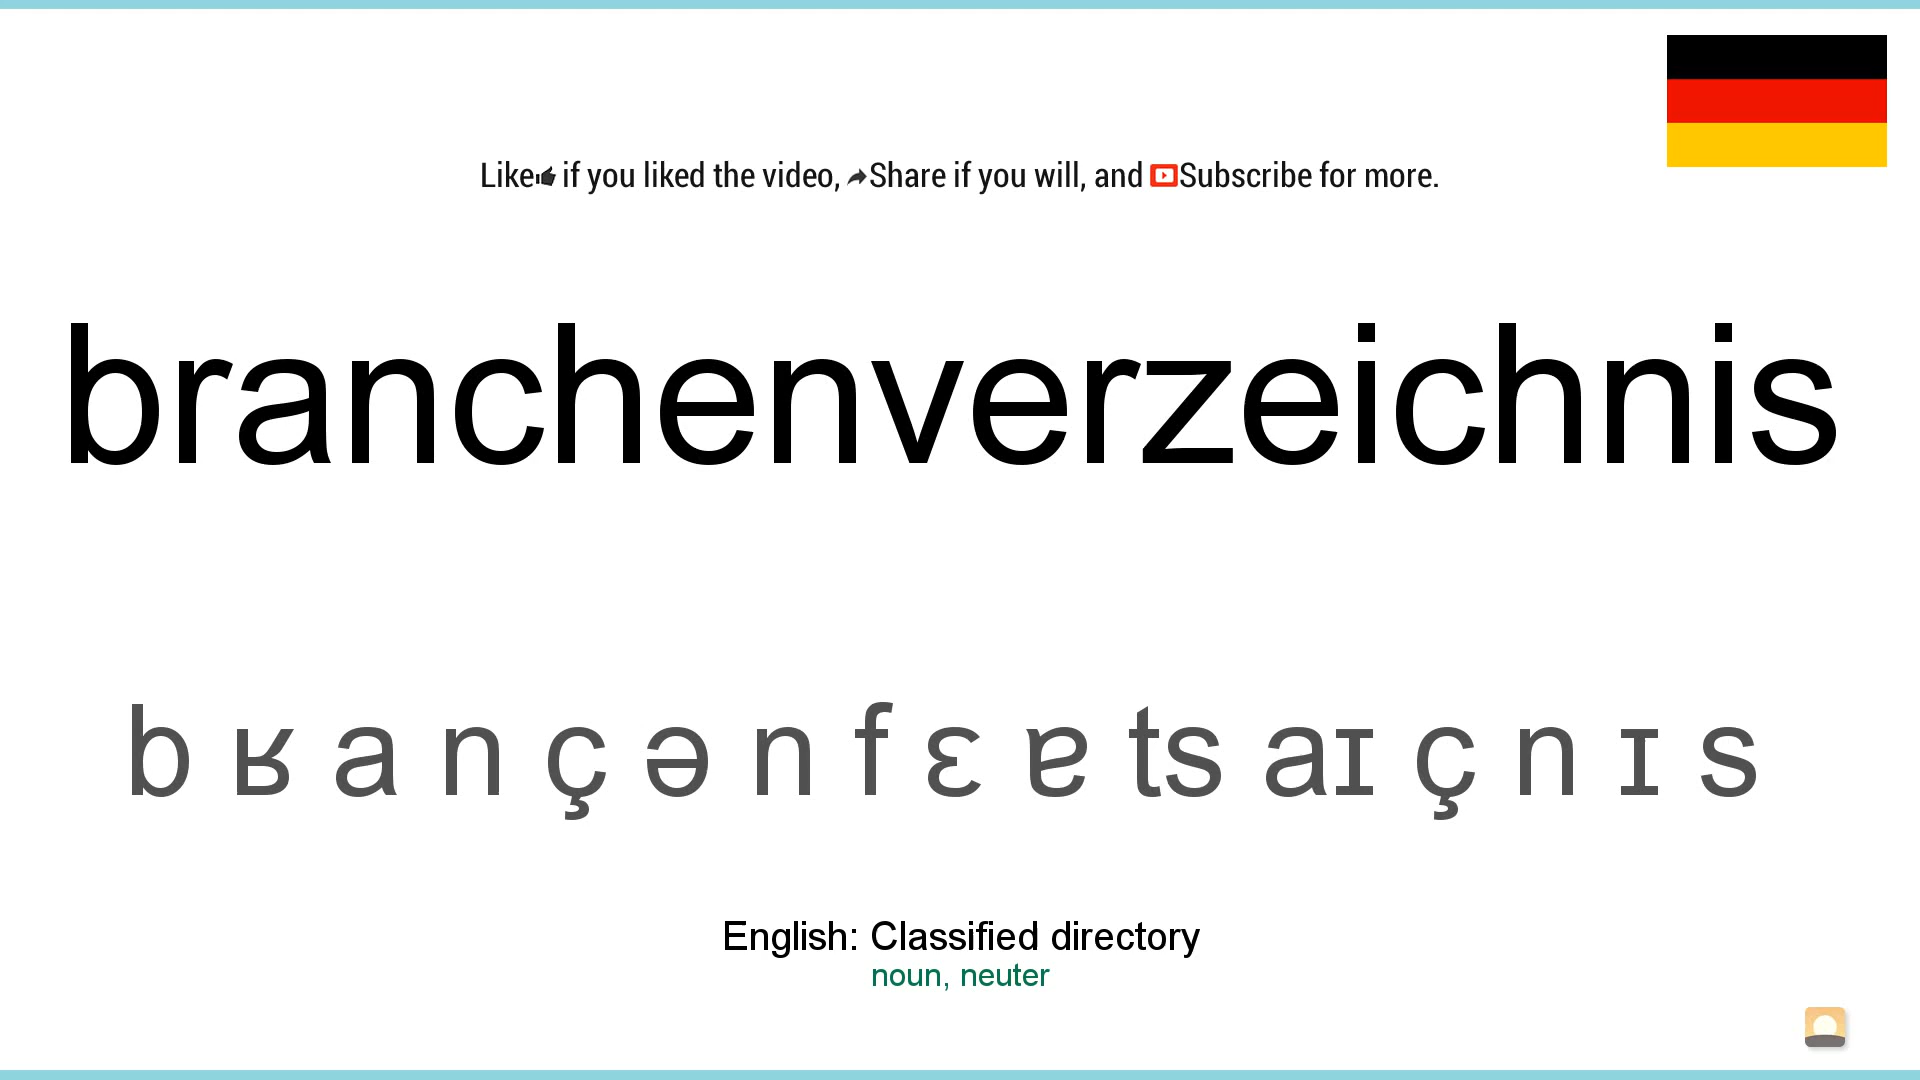 Like if you liked the video, Share if you will, and Subscribe for more.
branchenverzeichnis
b ʁ a n ç ə n f ɛ ɐ ʦ aɪ ç n ɪ s
English: Classified directory
noun, neuter